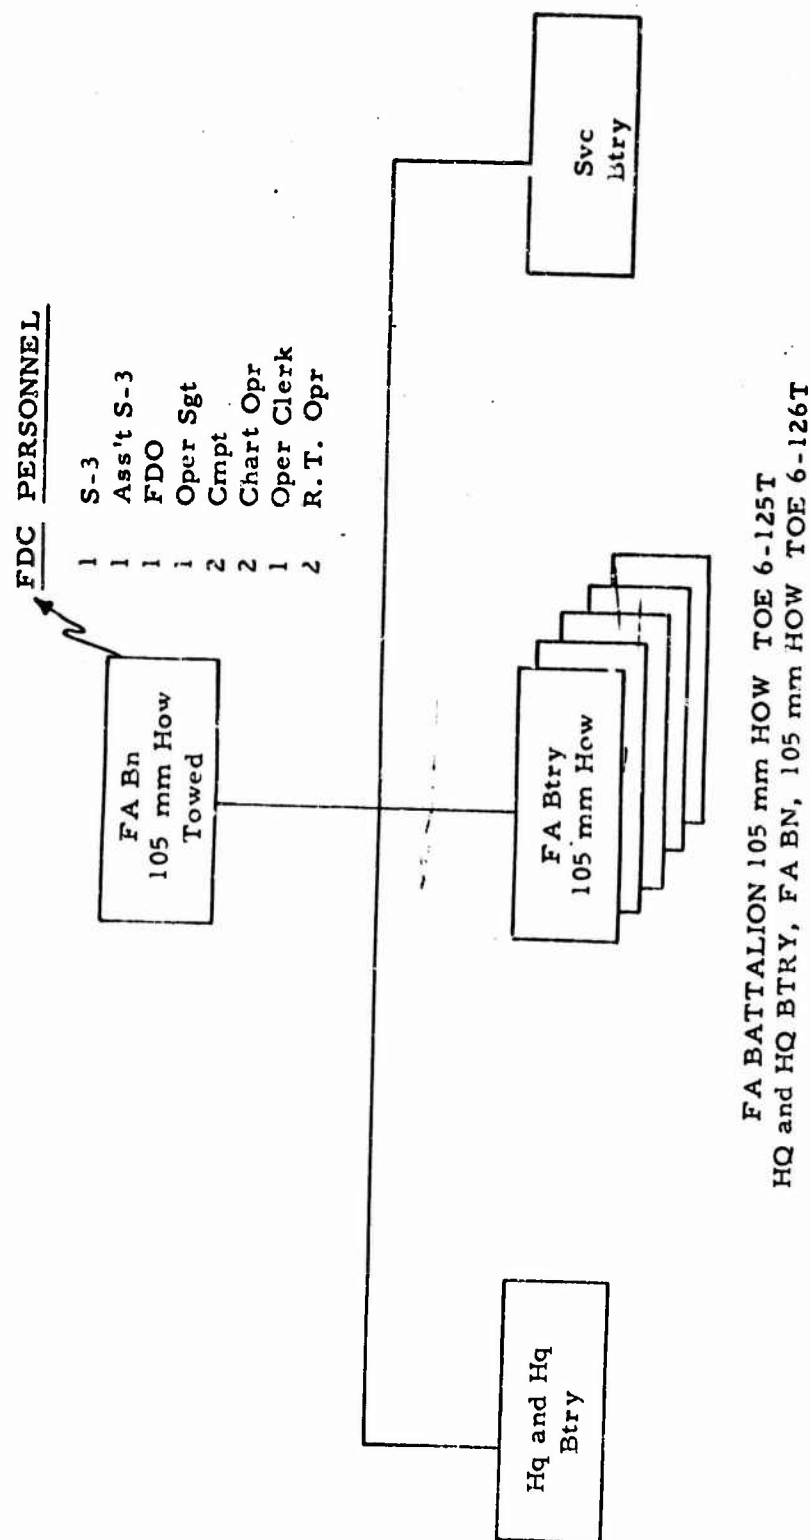 FDC PERSONNEL
1 S-3
1 Ass't S-3
1 FDO
1 Oper Sgt
2 Cmpt
2 Chart Opr
1 Oper Clerk
2 R.T. Opr
FA Bn
105 mm How
Towed
Hq and Hq
Btry
FA Btry
105 mm How
Svc
Btry
FA BATTALION 105 mm HOW TOE 6-125T
HQ and HQ BTRY, FA BN, 105 mm HOW TOE 6-126T